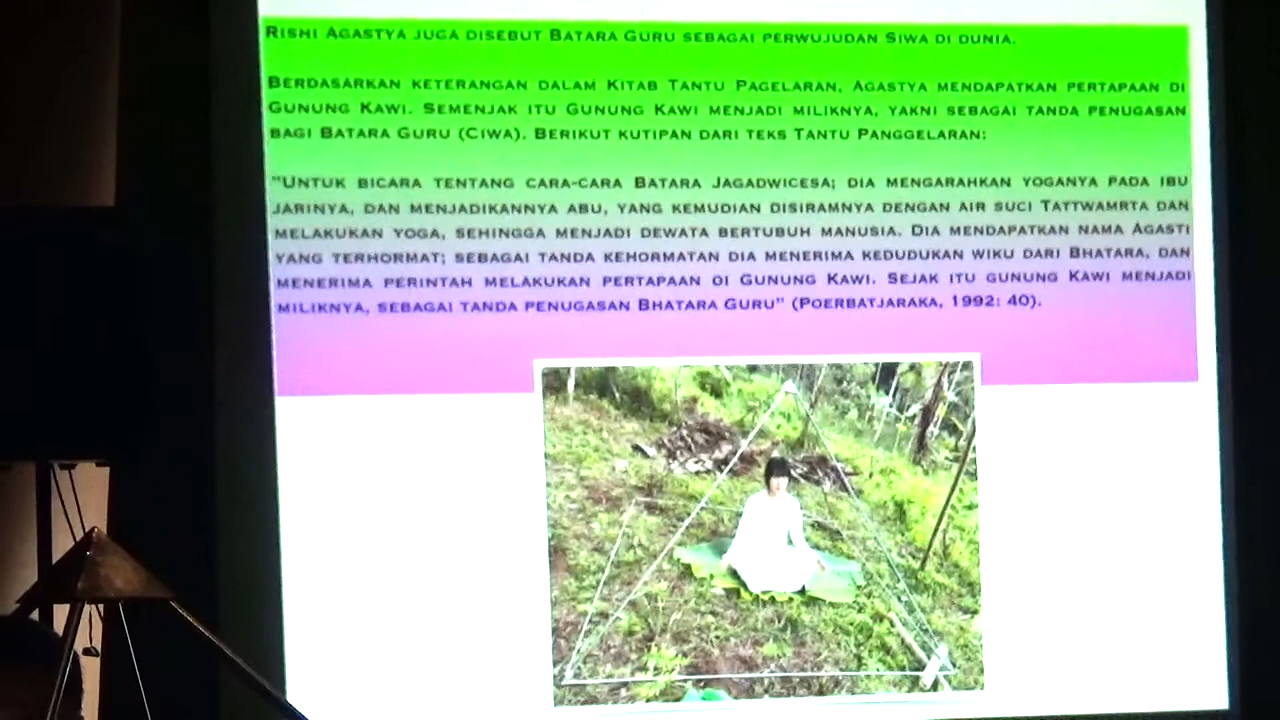 RISHI AGASTYA JUGA DISEBUT BATARA GURU SEBAGAI PERWUJUDAN SIWA DI DUNIA.
BERDASARKAN KETERANGAN DALAM KITAB TANTU PAGELARAN, AGASTYA MENDAPATKAN PERTAPAAN DI
GUNUNG KAWI. SEMENJAK ITU GUNUNG KAWI MENJADI MILIKNYA, YAKNI SEBAGAI TANDA PENUGASAN
BAGI BATARA GURU (CIWA). BERIKUT KUTIPAN DARI TEKS TANTU PANGGELARAN:
"UNTUK BICARA TENTANG CARA-CARA BATARA JAGADWICESA; DIA MENGARAHKAN YOGANYA PADA IBU
JARINYA, DAN MENJADIKANNYA ABU, YANG KEMUDIAN DISIRAMNYA DENGAN AIR SUCI TATTWAMRTA DAN
MELAKUKAN YOGA, SEHINGGA MENJADI DEWATA BERTUBUH MANUSIA. DIA MENDAPATKAN NAMA AGASTI
YANG TERHORMAT; SEBAGAI TANDA KEHORMATAN DIA MENERIMA KEDUDUKAN WIKU DARI BHATARA, DAN
MENERIMA PERINTAH MELAKUKAN PERTAPAAN DI GUNUNG KAWI. SEJAK ITU GUNUNG KAWI MENJADI
MILIKNYA, SEBAGAI TANDA PENUGASAN BHATARA GURU" (POERBATJARAKA, 1992: 40).